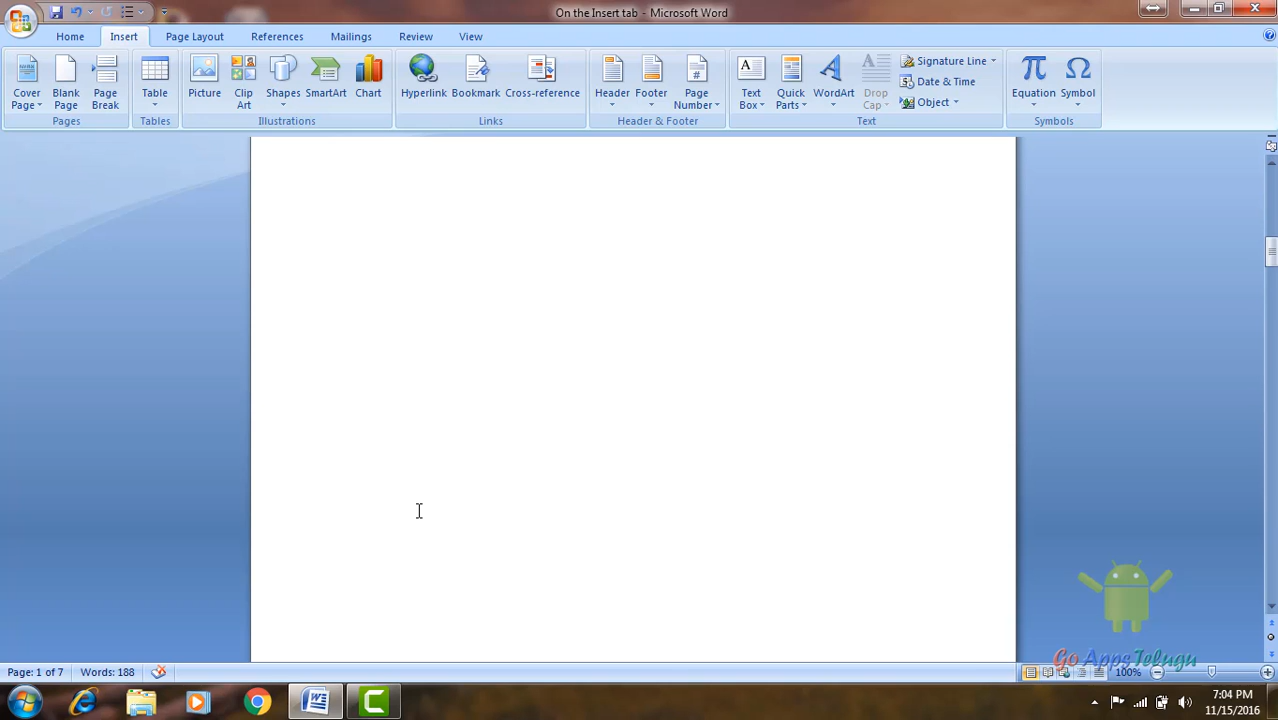 On the Insert tab - Microsoft Word
Home Insert Page Layout References Mailings Review View
Cover Page Blank Page Page Break Table Picture Clip Art Shapes SmartArt Chart Hyperlink Bookmark Cross-reference Header Footer Page Number Text Box Quick Parts WordArt Drop Cap Signature Line Date & Time Object Equation Symbol
Pages Tables Illustrations Links Header & Footer Text Symbols
Go Apps Telugu
Page: 1 of 7 Words: 188 100%
7:04 PM
11/15/2016